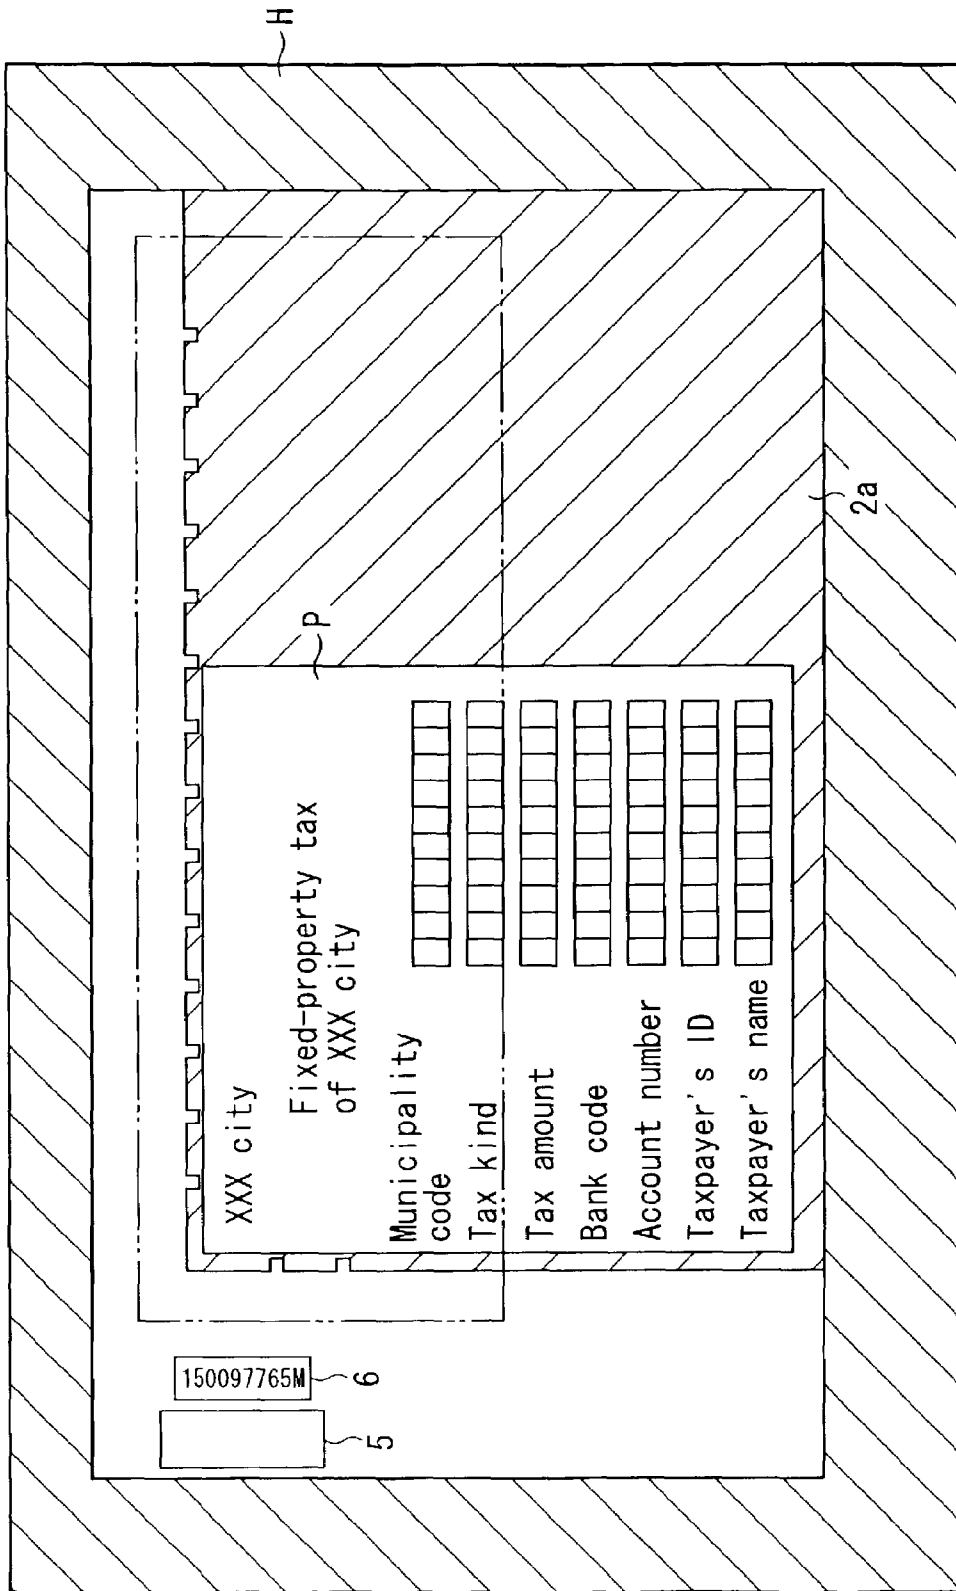 H
150097765M
6
5
XXX city
Fixed-property tax
of XXX city
P
Municipality
code
Tax kind
Tax amount
Bank code
Account number
Taxpayer's ID
Taxpayer's name
2a